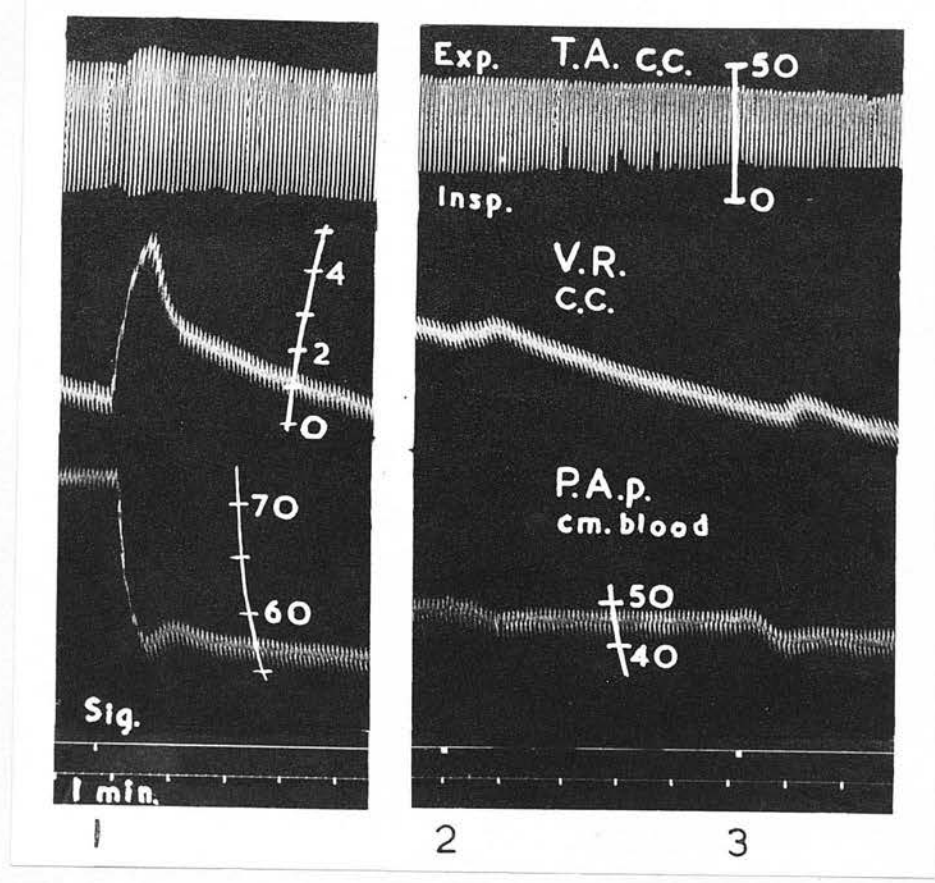 Exp. T.A. c.c. 50
Insp. 0
4
2
0
V.R.
C.C.
70
60
P.A.p.
cm. blood
50
40
Sig.
1 min.
1 2 3